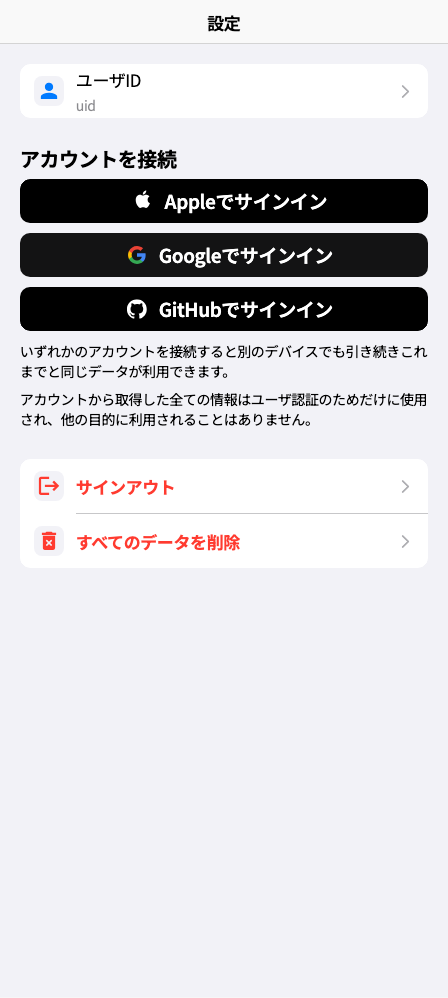 設定
ユーザID
uid
アカウントを接続
Appleでサインイン
Googleでサインイン
GitHubでサインイン
いずれかのアカウントを接続すると別のデバイスでも引き続きこれ
までと同じデータが利用できます。
アカウントから取得した全ての情報はユーザ認証のためだけに使用
され、他の目的に利用されることはありません。
サインアウト
すべてのデータを削除